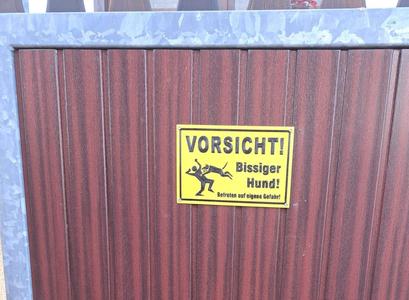 VORSICHT!
Bissiger
Hund!
Betreten auf eigene Gefahr!